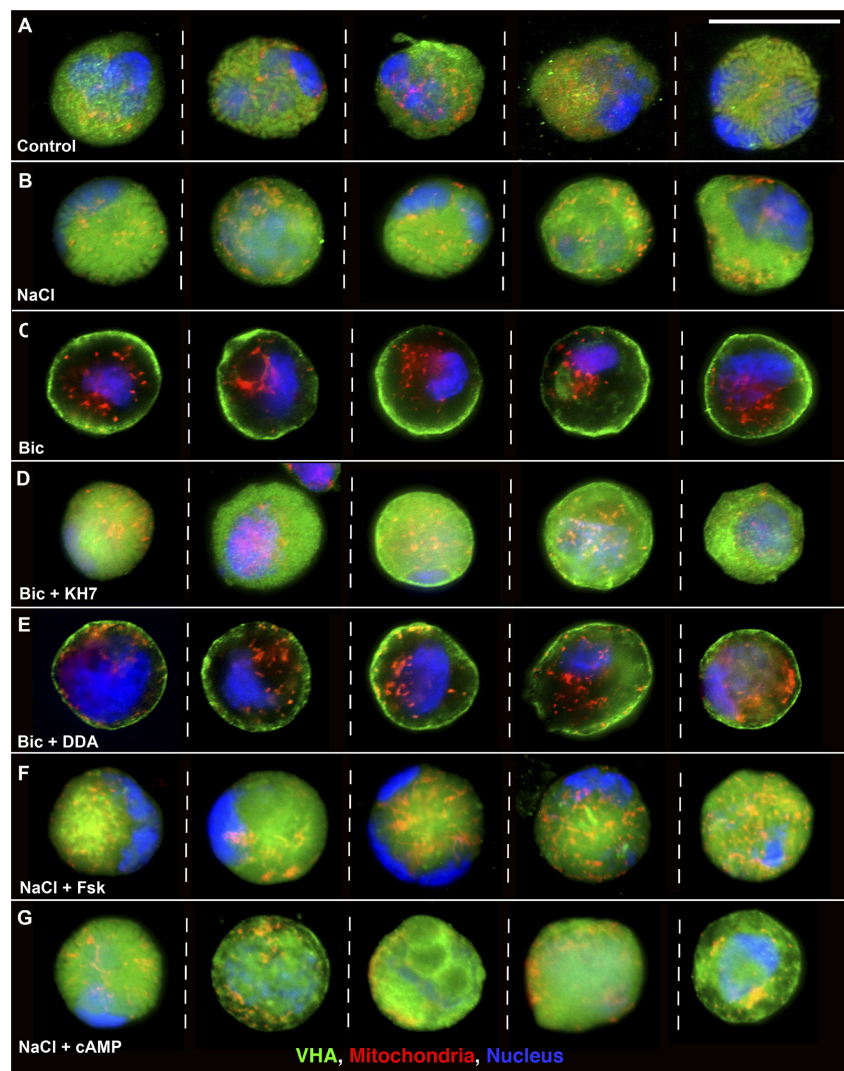 A
Control
B
NaCl
C
Bic
D
Bic + KH7
E
Bic + DDA
F
NaCl + Fsk
G
NaCl + cAMP
VHA, Mitochondria, Nucleus